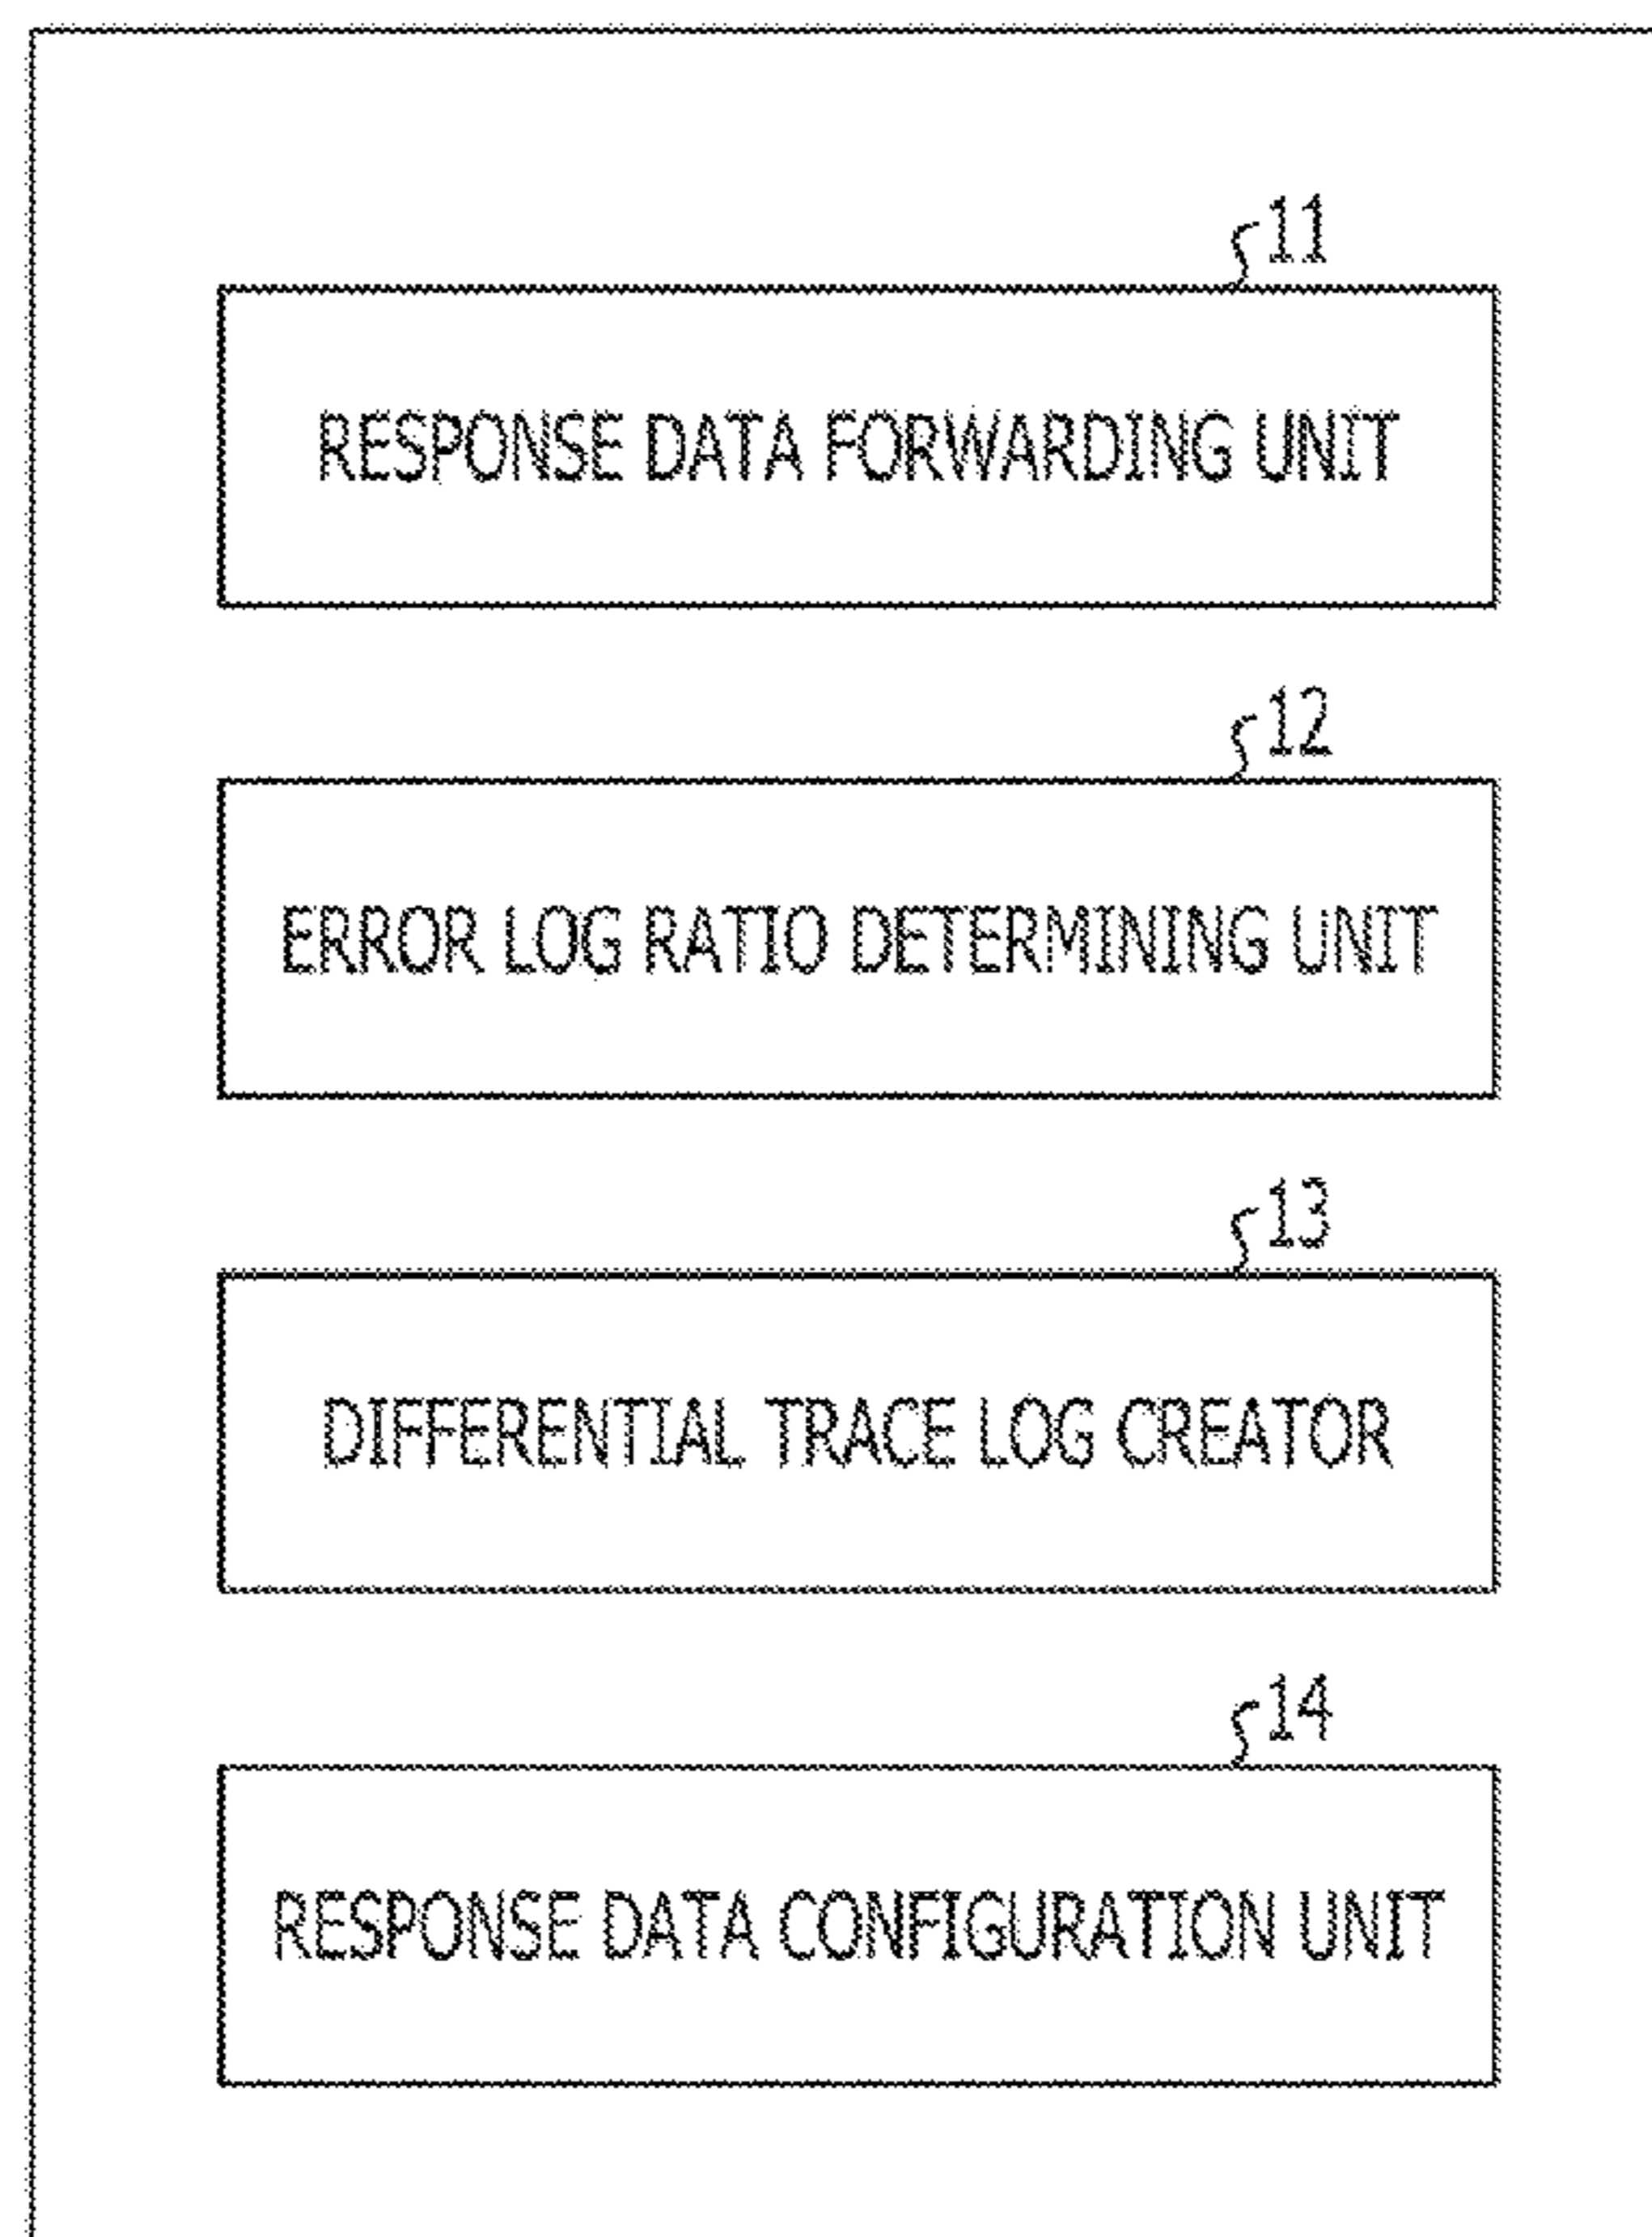 11
RESPONSE DATA FORWARDING UNIT
12
ERROR LOG RATIO DETERMINING UNIT
13
DIFFERENTIAL TRACE LOG CREATOR
14
RESPONSE DATA CONFIGURATION UNIT